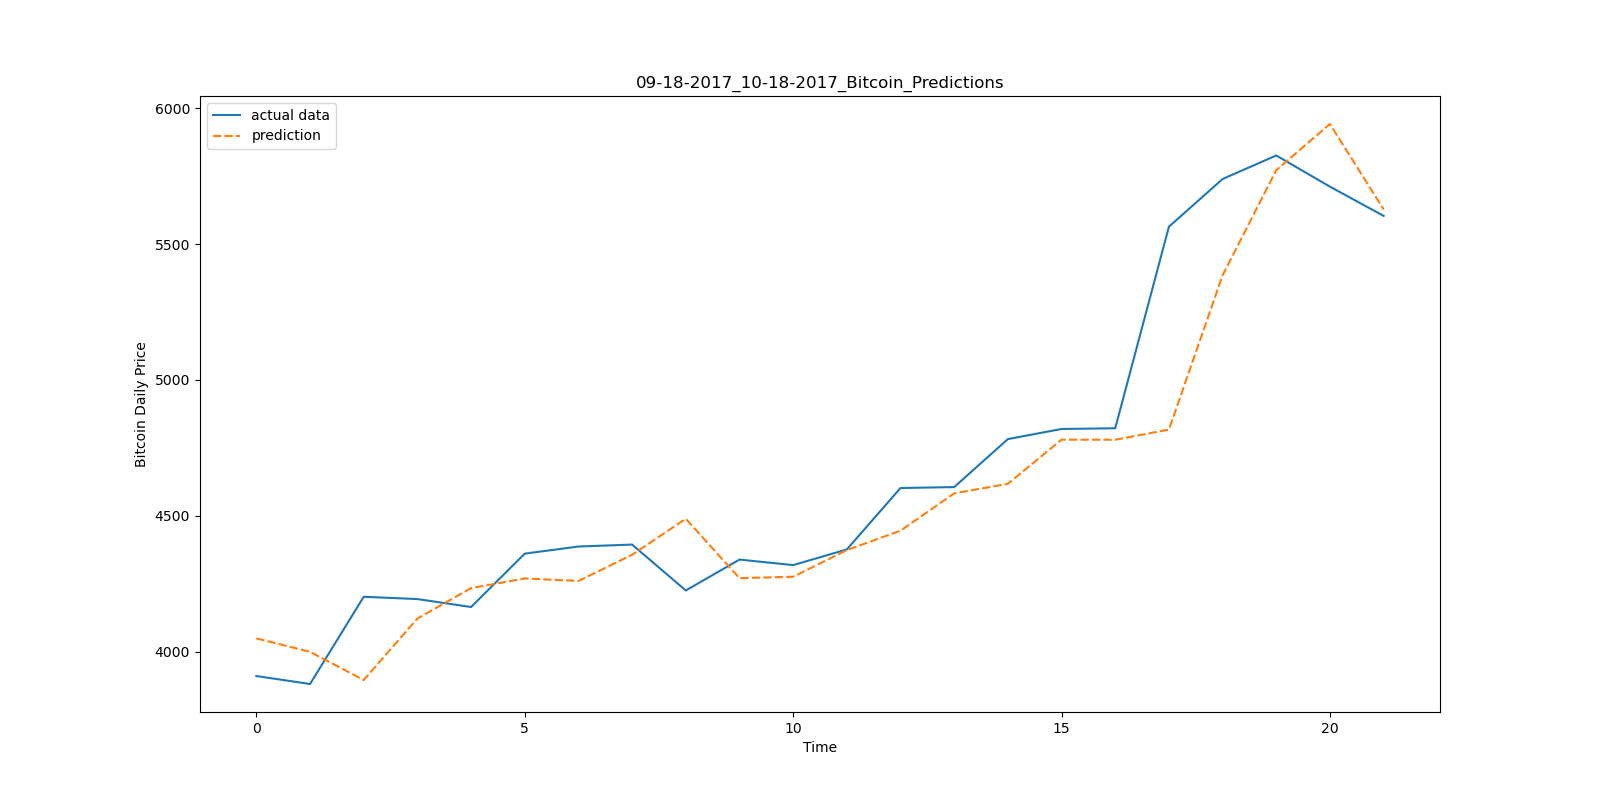 09-18-2017_10-18-2017_Bitcoin_Predictions
actual data
prediction
6000
5500
5000
4500
4000
Bitcoin Daily Price
0 5 10 15 20
Time